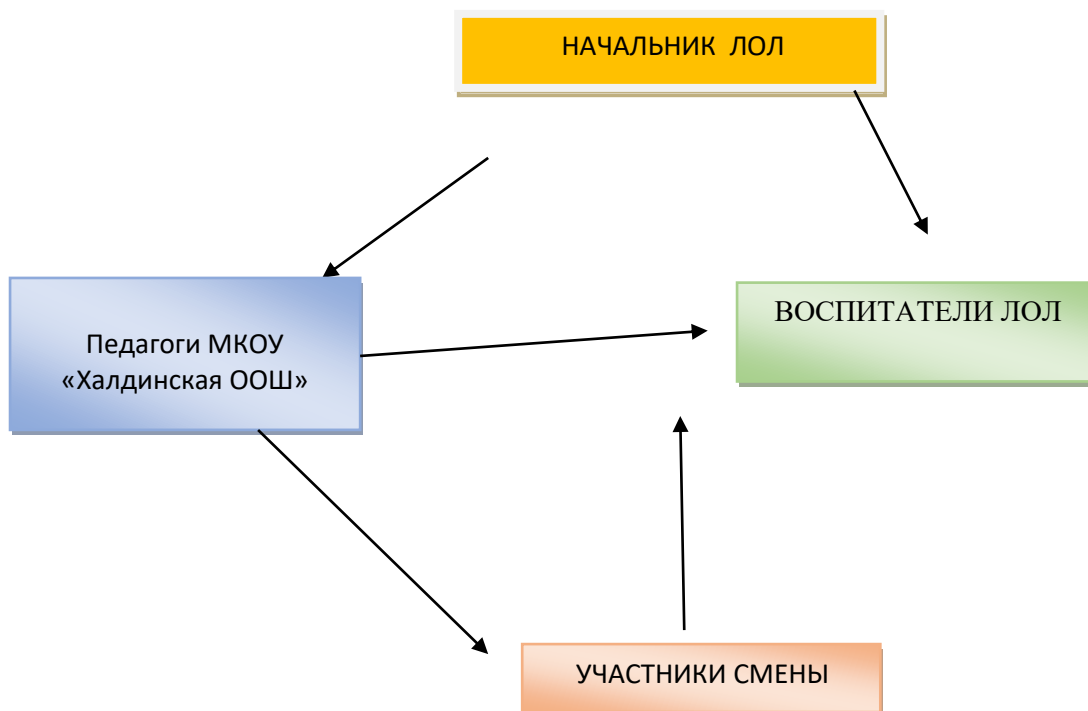 НАЧАЛЬНИК ЛОЛ
ВОСПИТАТЕЛИ ЛОЛ
Педагоги МКОУ
«Халдинская ООШ»
УЧАСТНИКИ СМЕНЫ